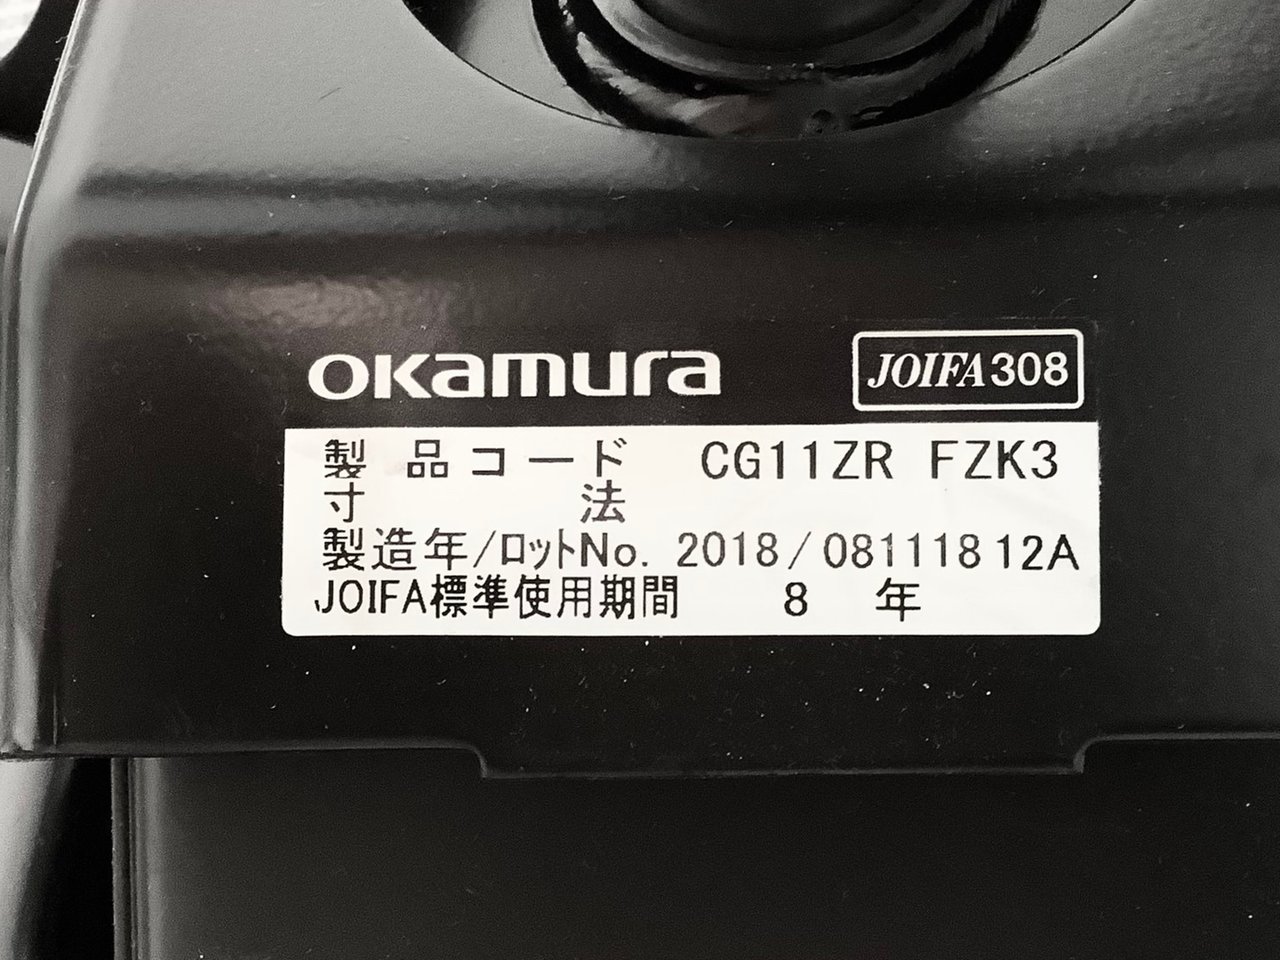 okamura
JOIFA308
製品コード CG11ZR FZK3
寸法
製造年/ロットNo. 2018/08111812A
JOIFA標準使用期間 8年